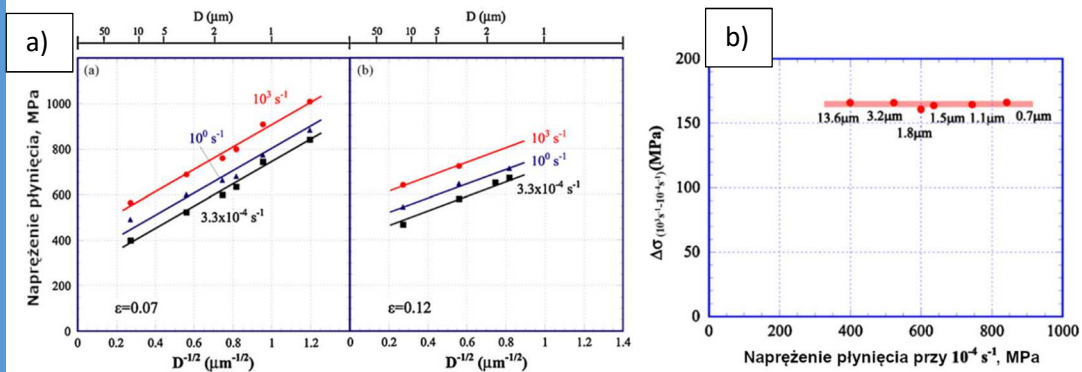 a)
D (μm)
50 10 5 2 1 50 10 5 2 1
(a) (b)
Naprężenie płynięcia, MPa
1000
800
600
400
200
0
10³ s⁻¹
10⁰ s⁻¹
3.3x10⁻⁴ s⁻¹
ε=0.07
10³ s⁻¹
10⁰ s⁻¹
3.3x10⁻⁴ s⁻¹
ε=0.12
0 0.2 0.4 0.6 0.8 1 1.2 0 0.2 0.4 0.6 0.8 1 1.2 1.4
D⁻¹/² (μm⁻¹/²) D⁻¹/² (μm⁻¹/²)
b)
Δσ (10³s⁻¹-10⁻⁴s⁻¹) (MPa)
200
150
100
50
0
13.6μm 3.2μm 1.5μm 1.1μm 0.7μm
1.8μm
0 200 400 600 800 1000
Naprężenie płynięcia przy 10⁻⁴ s⁻¹, MPa